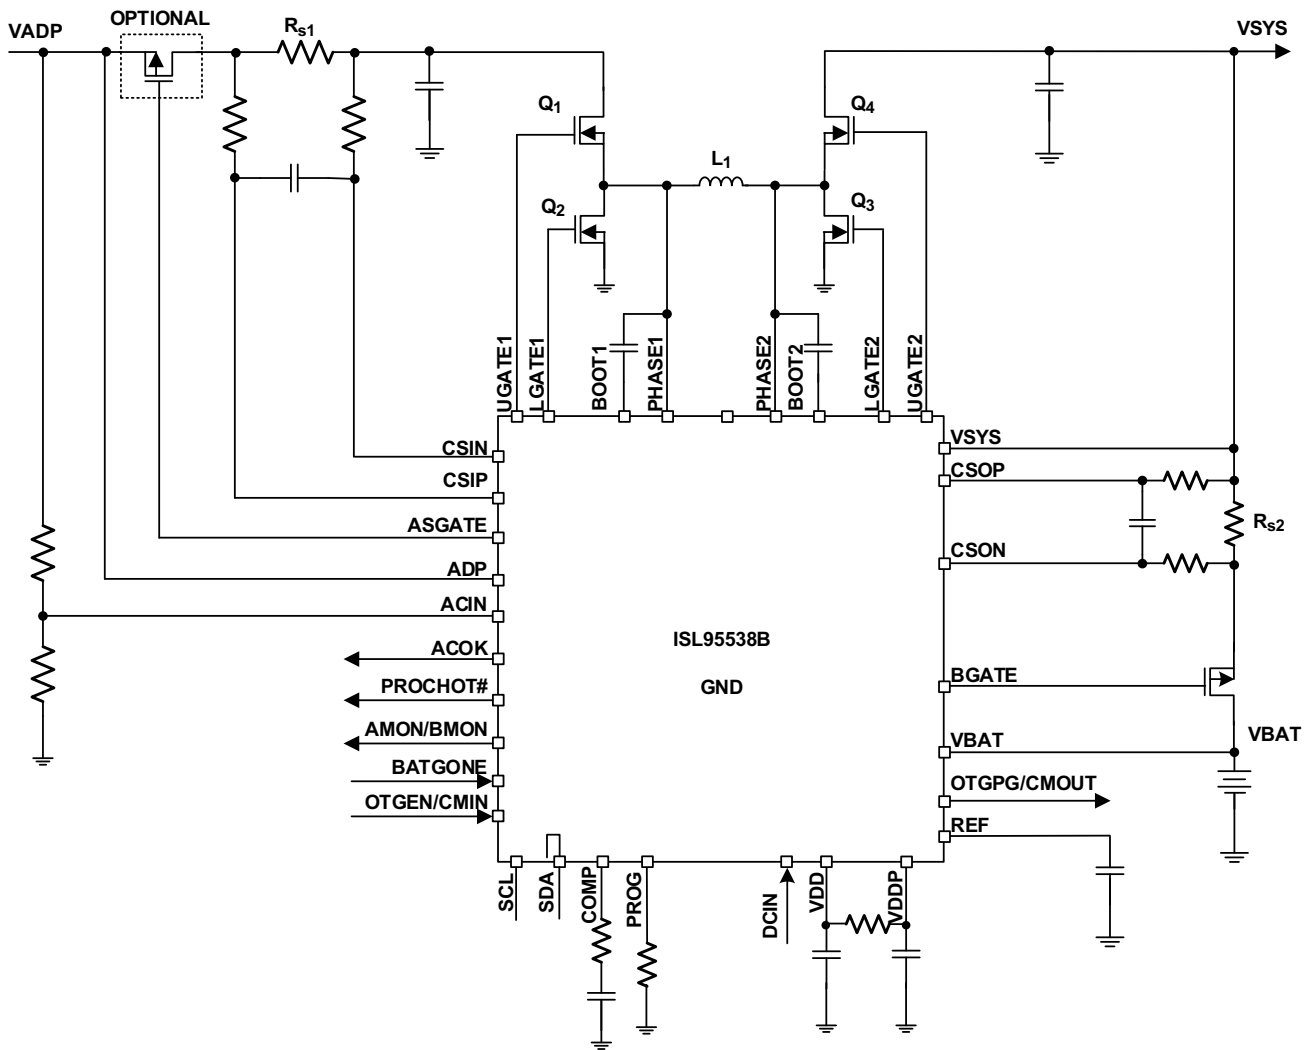 OPTIONAL
VADP
Rs1
VSYS
Q1
Q4
L1
Q2
Q3
UGATE1
LGATE1
BOOT1
PHASE1
PHASE2
BOOT2
LGATE2
UGATE2
CSIN
CSIP
ASGATE
ADP
ACIN
ACOK
PROCHOT#
AMON/BMON
BATGONE
OTGEN/CMIN
ISL95538B
GND
VSYS
CSOP
Rs2
CSON
BGATE
VBAT
VBAT
OTGPG/CMOUT
REF
SCL
SDA
COMP
PROG
DCIN
VDD
VDDP